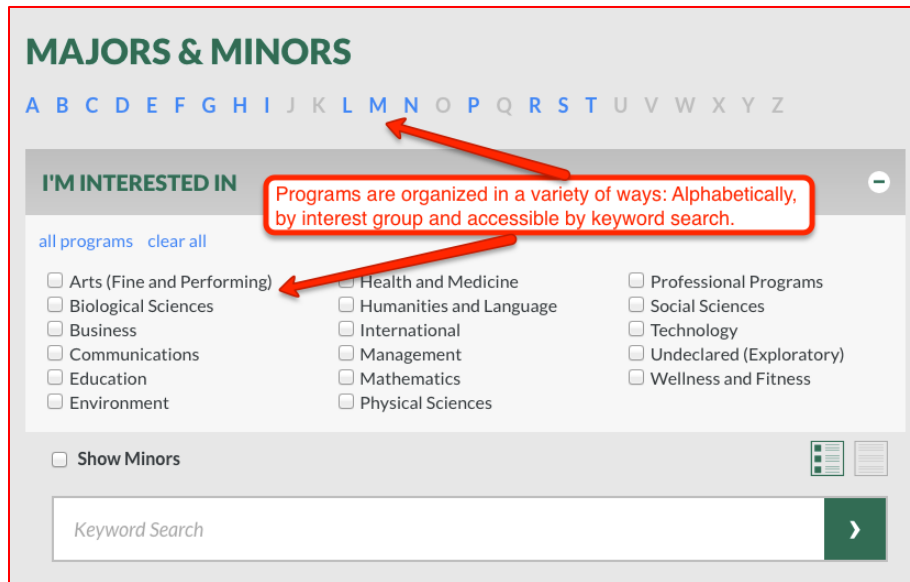 MAJORS & MINORS
A B C D E F G H I J K L M N O P Q R S T U V W X Y Z
I'M INTERESTED IN
Programs are organized in a variety of ways: Alphabetically,
by interest group and accessible by keyword search.
all programs clear all
Arts (Fine and Performing) Health and Medicine Professional Programs
Biological Sciences Humanities and Language Social Sciences
Business International Technology
Communications Management Undeclared (Exploratory)
Education Mathematics Wellness and Fitness
Environment Physical Sciences
Show Minors
Keyword Search